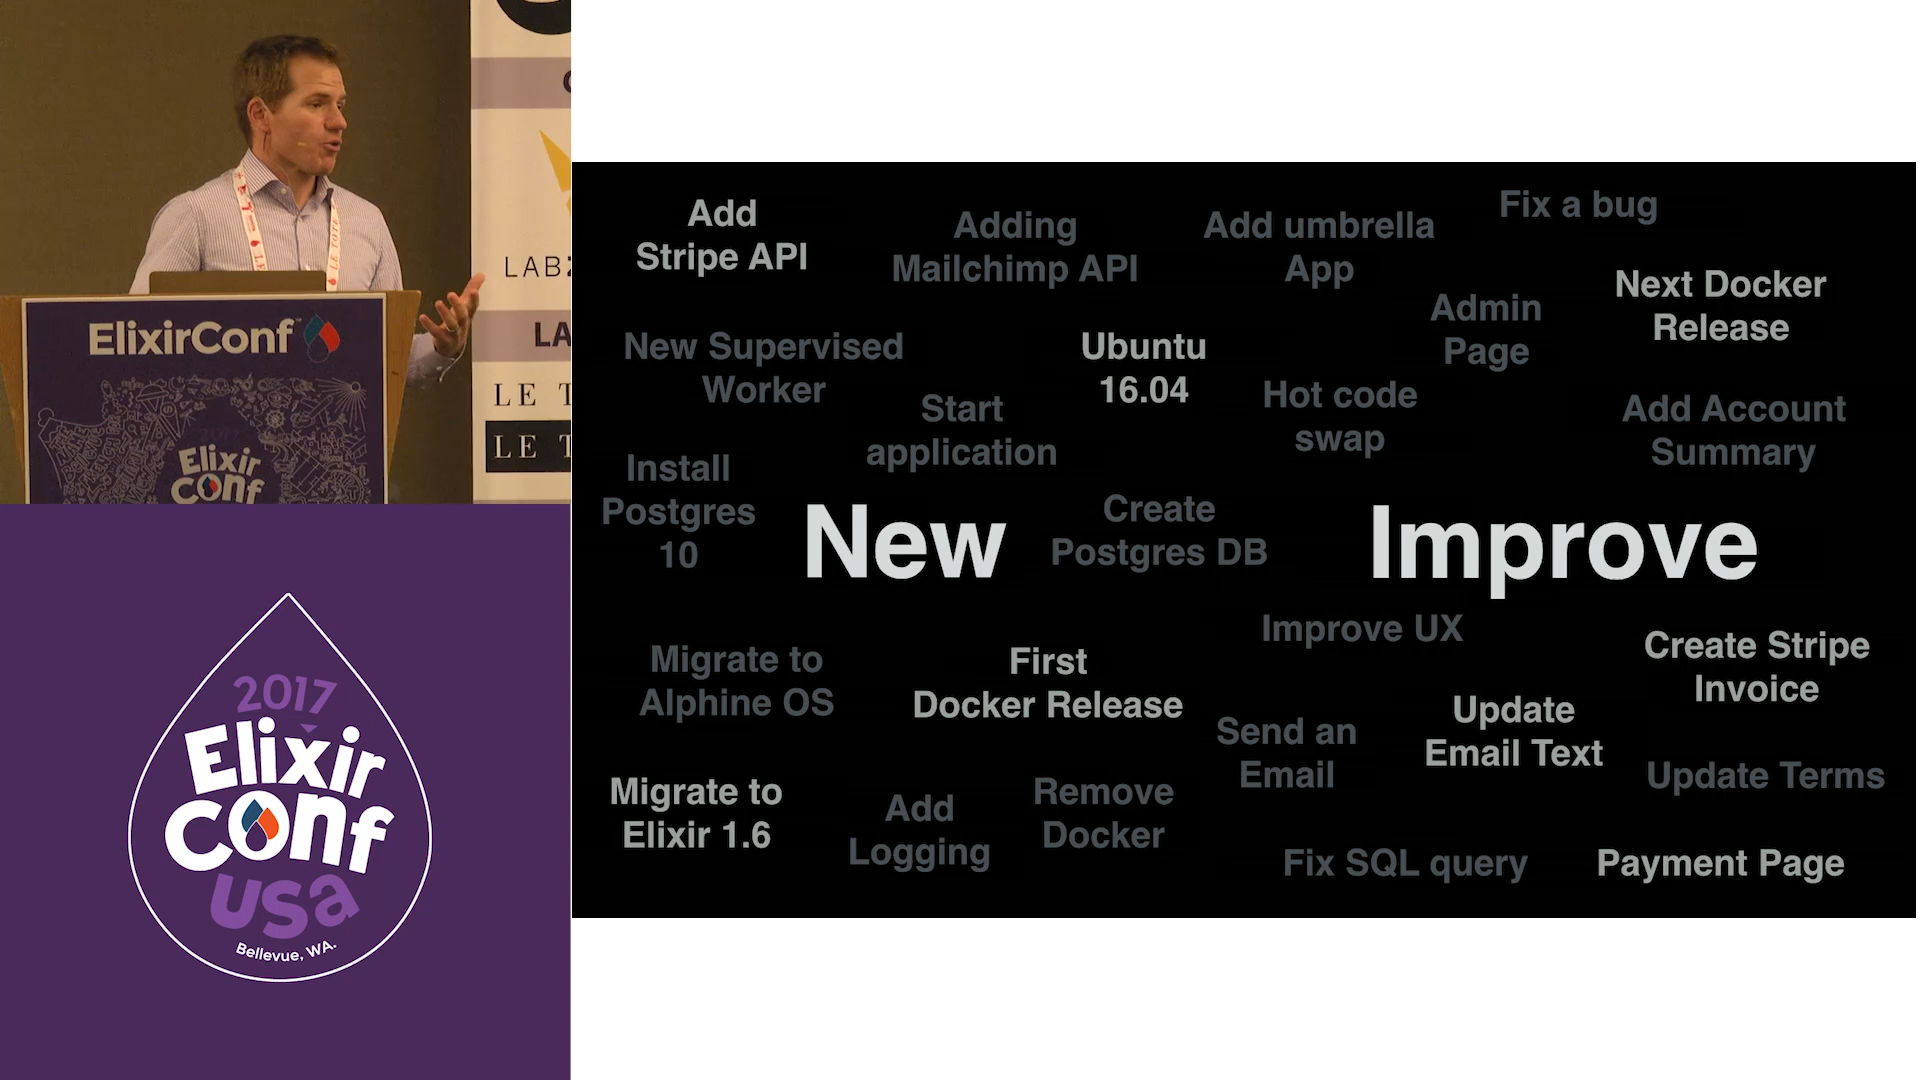 LABZ
LA
LE T
LE T
ElixirConf™
Elixir
conf
2017
Elixir
conf
USA
Bellevue, WA.
Add
Stripe API
Adding
Mailchimp API
Add umbrella
App
Fix a bug
Next Docker
Release
Admin
Page
New Supervised
Worker
Ubuntu
16.04
Start
application
Hot code
swap
Add Account
Summary
Install
Postgres
10
New
Create
Postgres DB
Improve
Improve UX
Migrate to
Alphine OS
First
Docker Release
Create Stripe
Invoice
Send an
Email
Update
Email Text
Update Terms
Migrate to
Elixir 1.6
Add
Logging
Remove
Docker
Fix SQL query
Payment Page